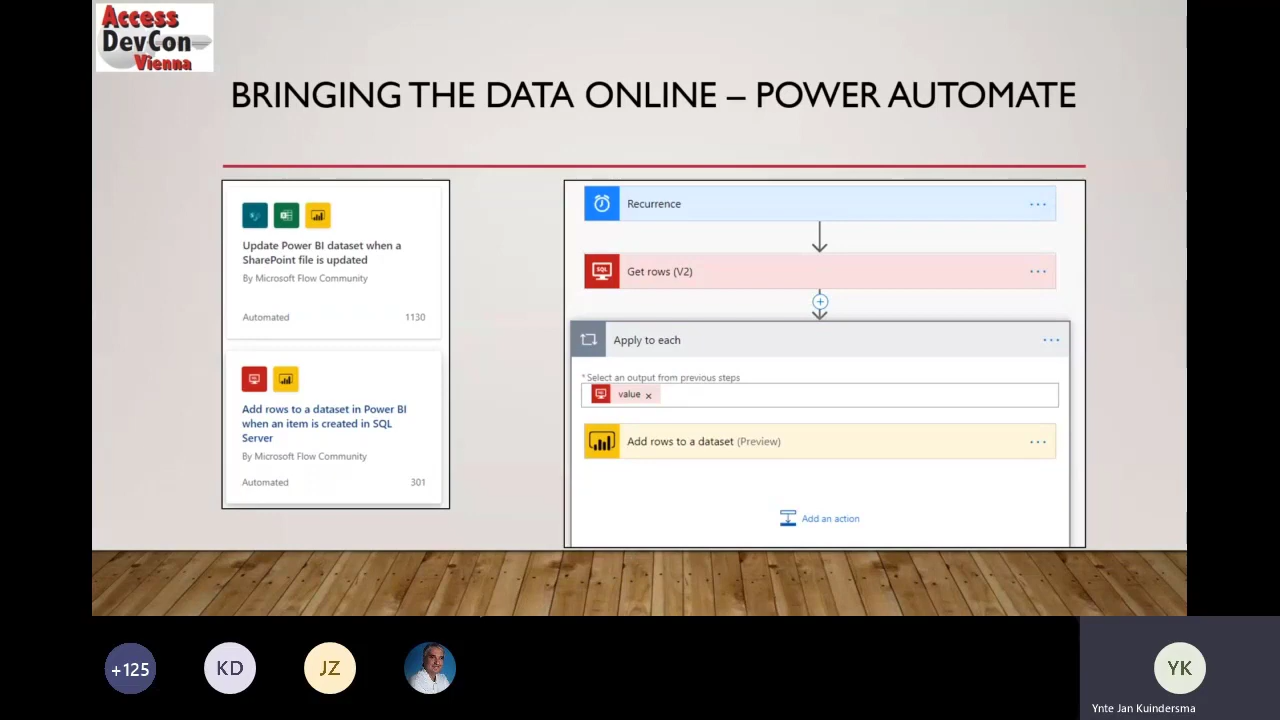 Access
DevCon
Vienna
BRINGING THE DATA ONLINE – POWER AUTOMATE
Update Power BI dataset when a
SharePoint file is updated
By Microsoft Flow Community
Automated 1130
Add rows to a dataset in Power BI
when an item is created in SQL
Server
By Microsoft Flow Community
Automated 301
Recurrence ...
SQL Get rows (V2) ...
Apply to each ...
* Select an output from previous steps
value ×
Add rows to a dataset (Preview) ...
Add an action
+125 KD JZ YK
Ynte Jan Kuindersma